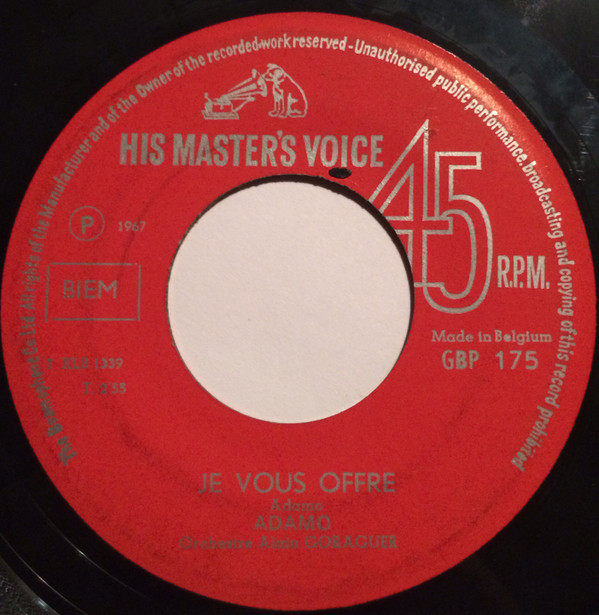 The Gramophone Co Ltd. All rights of the Manufacturer and of the Owner of the recorded work reserved - Unauthorised public performance, broadcasting and copying of this record prohibited
HIS MASTER'S VOICE
45
R.P.M.
P 1967
BIEM
Made in Belgium
GBP 175
1339
JE VOUS OFFRE
Adamo
ADAMO
Orchestre Alain GORAGUER